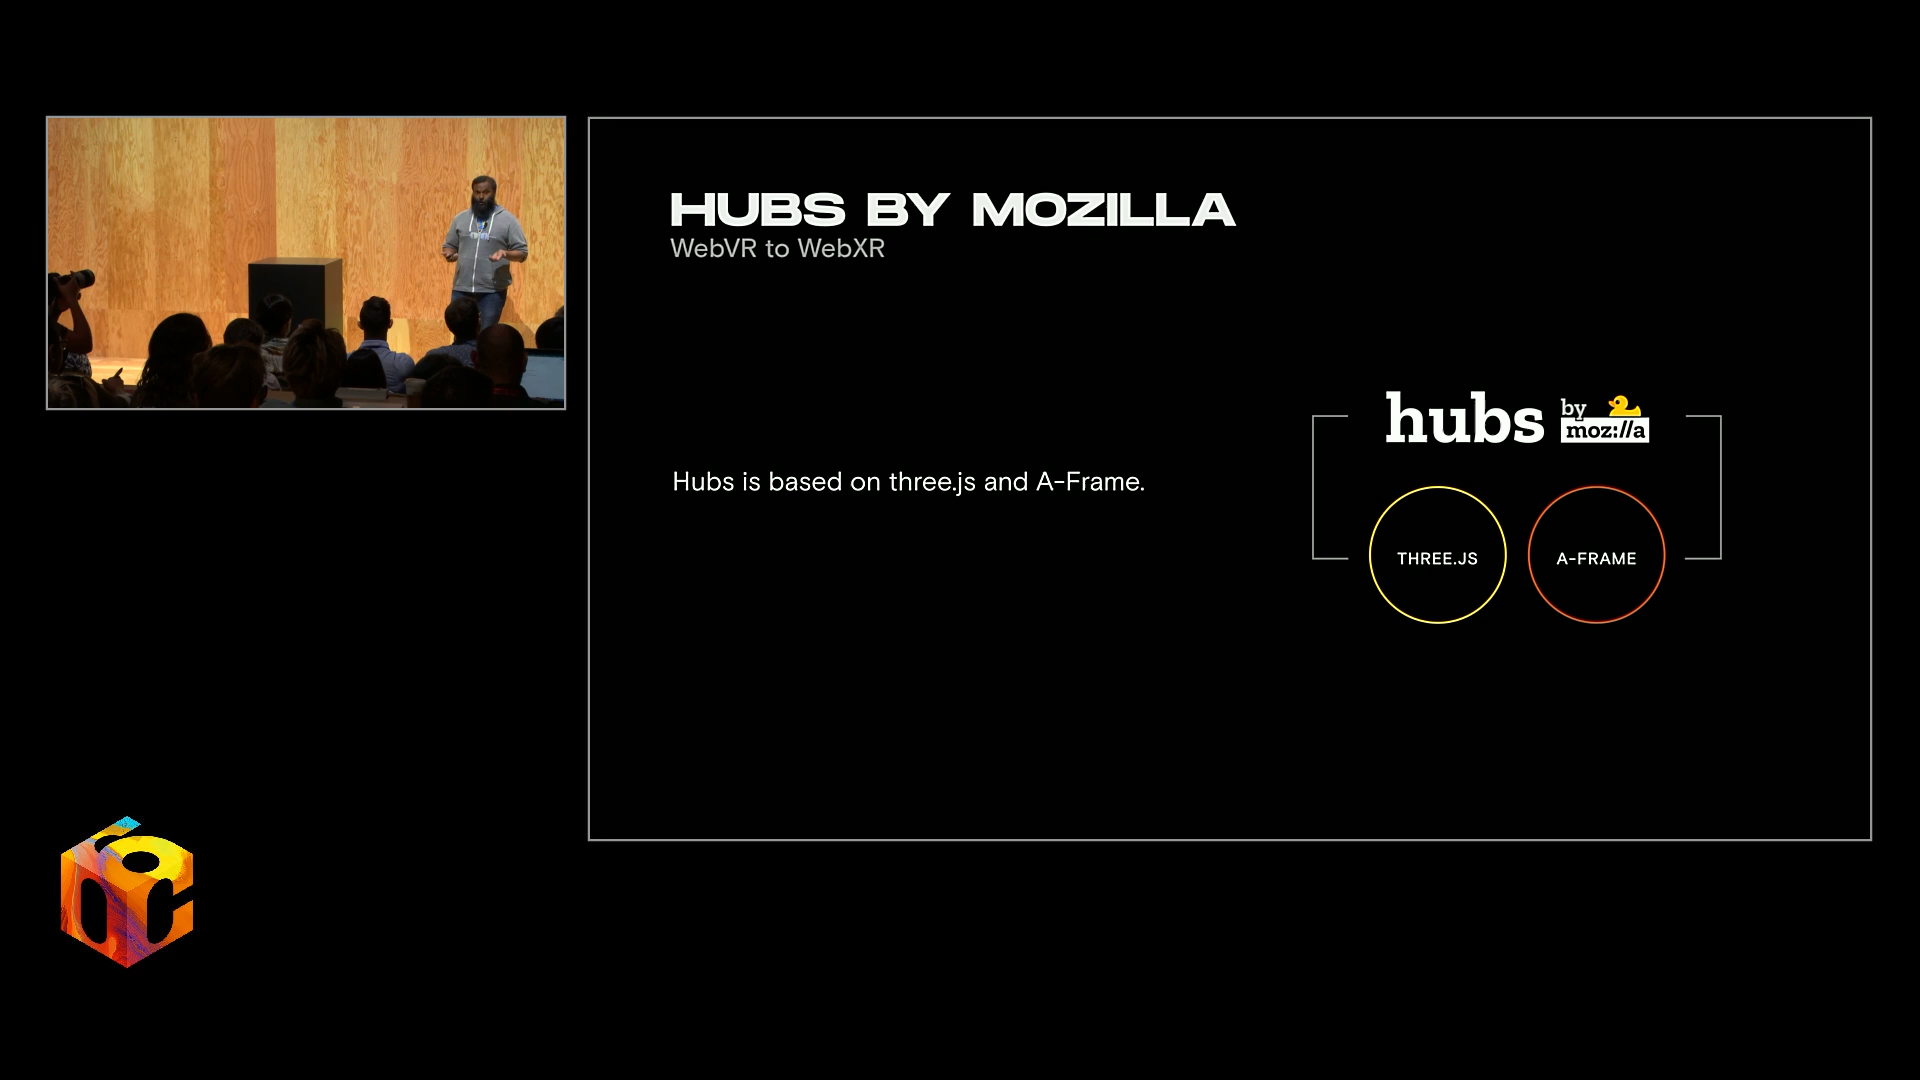 HUBS BY MOZILLA
WebVR to WebXR
Hubs is based on three.js and A-Frame.
hubs by moz://a
THREE.JS
A-FRAME